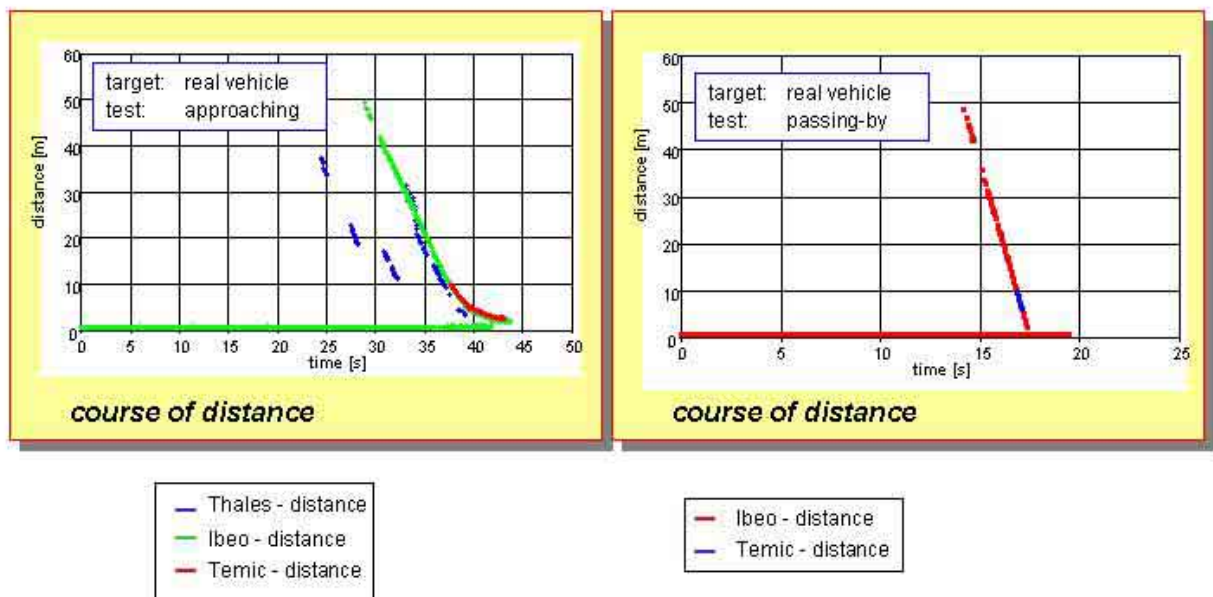 60
50
40
30
20
10
0
distance [m]
target: real vehicle
test: approaching
0 5 10 15 20 25 30 35 40 45 50
time [s]
course of distance
60
50
40
30
20
10
0
distance [m]
target: real vehicle
test: passing-by
0 5 10 15 20 25
time [s]
course of distance
Thales - distance
Ibeo - distance
Temic - distance
Ibeo - distance
Temic - distance